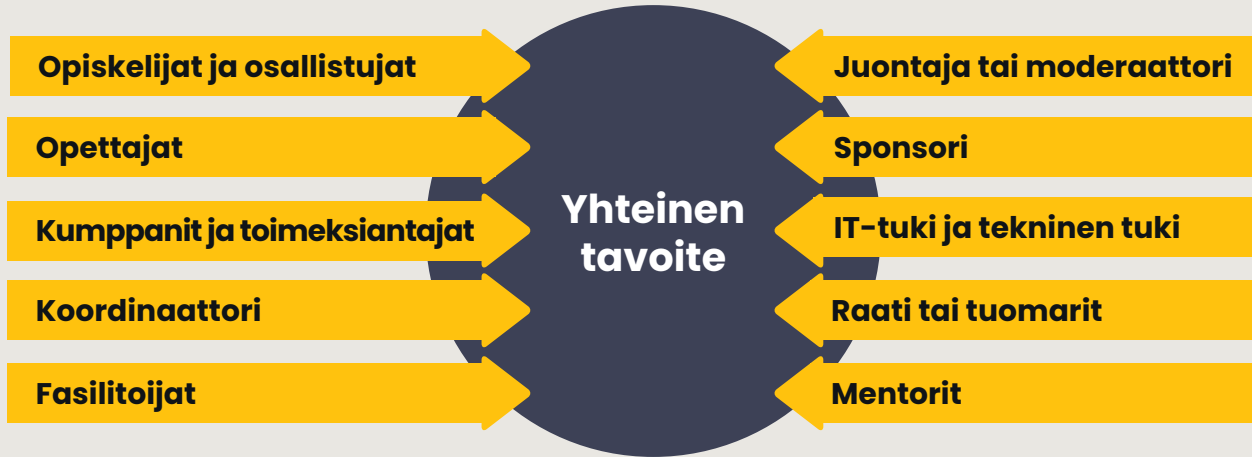 Opiskelijat ja osallistujat
Opettajat
Kumppanit ja toimeksiantajat
Koordinaattori
Fasilitoijat
Yhteinen
tavoite
Juontaja tai moderaattori
Sponsori
IT-tuki ja tekninen tuki
Raati tai tuomarit
Mentorit